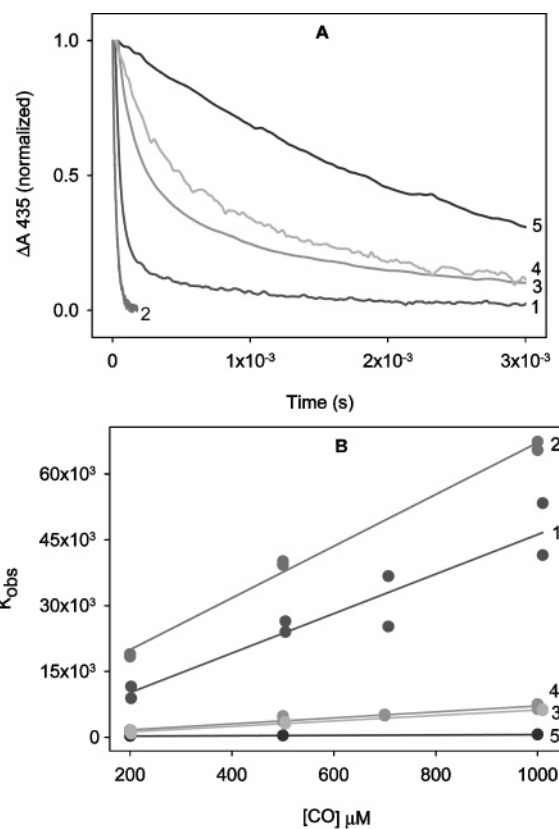 A
1.0
0.5
0.0
ΔA 435 (normalized)
5
4
3
1
2
0
1x10⁻³
2x10⁻³
3x10⁻³
Time (s)
B
60x10³
45x10³
30x10³
15x10³
0
Kobs
2
1
4
3
5
200
400
600
800
1000
[CO] μM